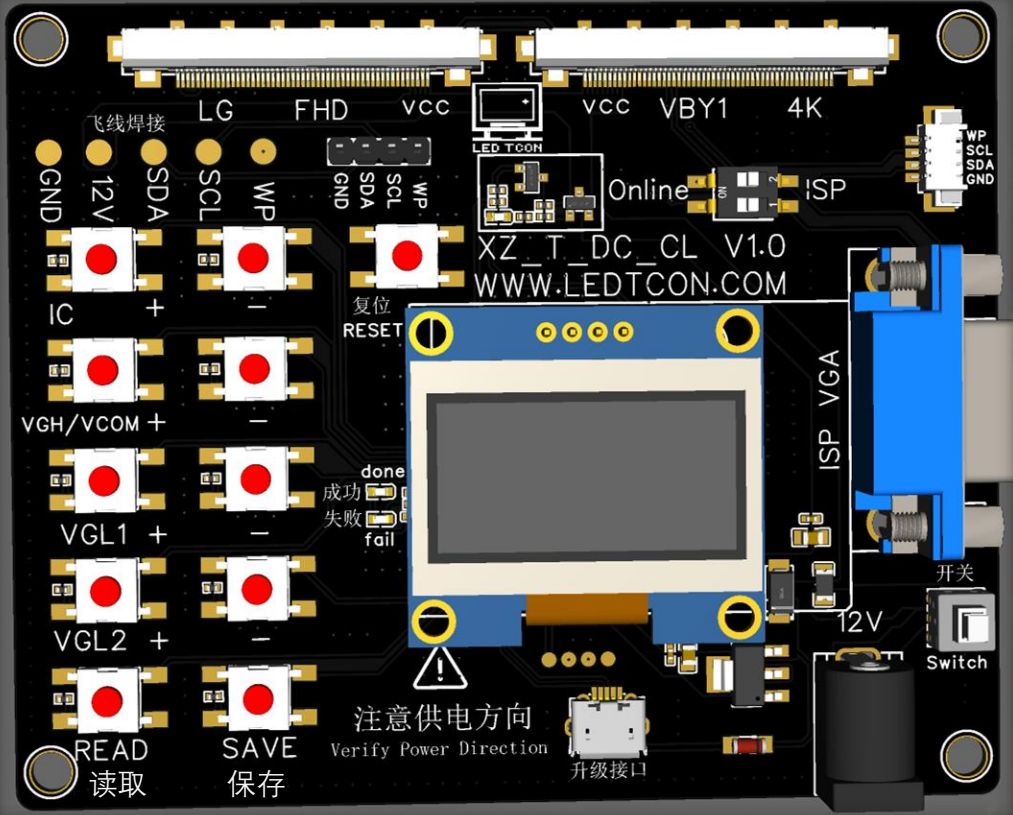 LG FHD VCC
VCC VBY1 4K
飞线焊接
LED TCON
GND 12V SDA SCL WP
GND SDA SCL WP
WP
SCL
SDA
GND
Online ON 1 2 ISP
XZ_T_DC_CL V1.0
WWW.LEDTCON.COM
IC + -
复位
RESET
VGH/VCOM + -
ISP VGA
done
成功
失败
fail
VGL1 + -
VGL2 + -
开关
12V
Switch
!
注意供电方向
Verify Power Direction
READ SAVE
读取 保存
升级接口